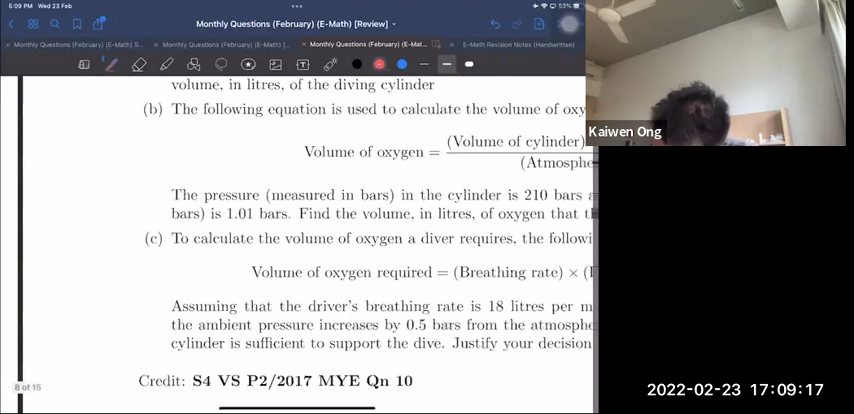 5:09 PM Wed 23 Feb
53%
Monthly Questions (February) (E-Math) [Review]
Monthly Questions (February) (E-Math) S...
Monthly Questions (February) (E-Math) [...
Monthly Questions (February) (E-Mat...
E-Math Revision Notes (Handwritten)
Kaiwen Ong
volume, in litres, of the diving cylinder
(b) The following equation is used to calculate the volume of oxy
Volume of oxygen = (Volume of cylinder)
(Atmosphe
The pressure (measured in bars) in the cylinder is 210 bars a
bars) is 1.01 bars. Find the volume, in litres, of oxygen that th
(c) To calculate the volume of oxygen a diver requires, the followi
Volume of oxygen required = (Breathing rate) × (
Assuming that the driver's breathing rate is 18 litres per m
the ambient pressure increases by 0.5 bars from the atmosphe
cylinder is sufficient to support the dive. Justify your decision
Credit: S4 VS P2/2017 MYE Qn 10
8 of 15
2022-02-23 17:09:17